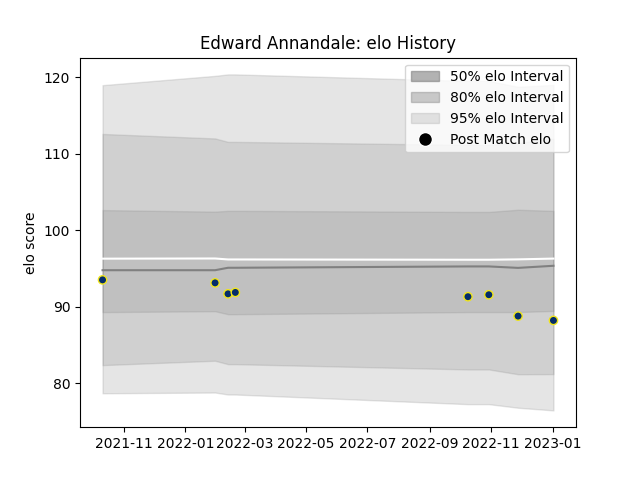 Edward Annandale: elo History
50% elo Interval
80% elo Interval
95% elo Interval
Post Match elo
elo score
120
110
100
90
80
2021-11 2022-01 2022-03 2022-05 2022-07 2022-09 2022-11 2023-01